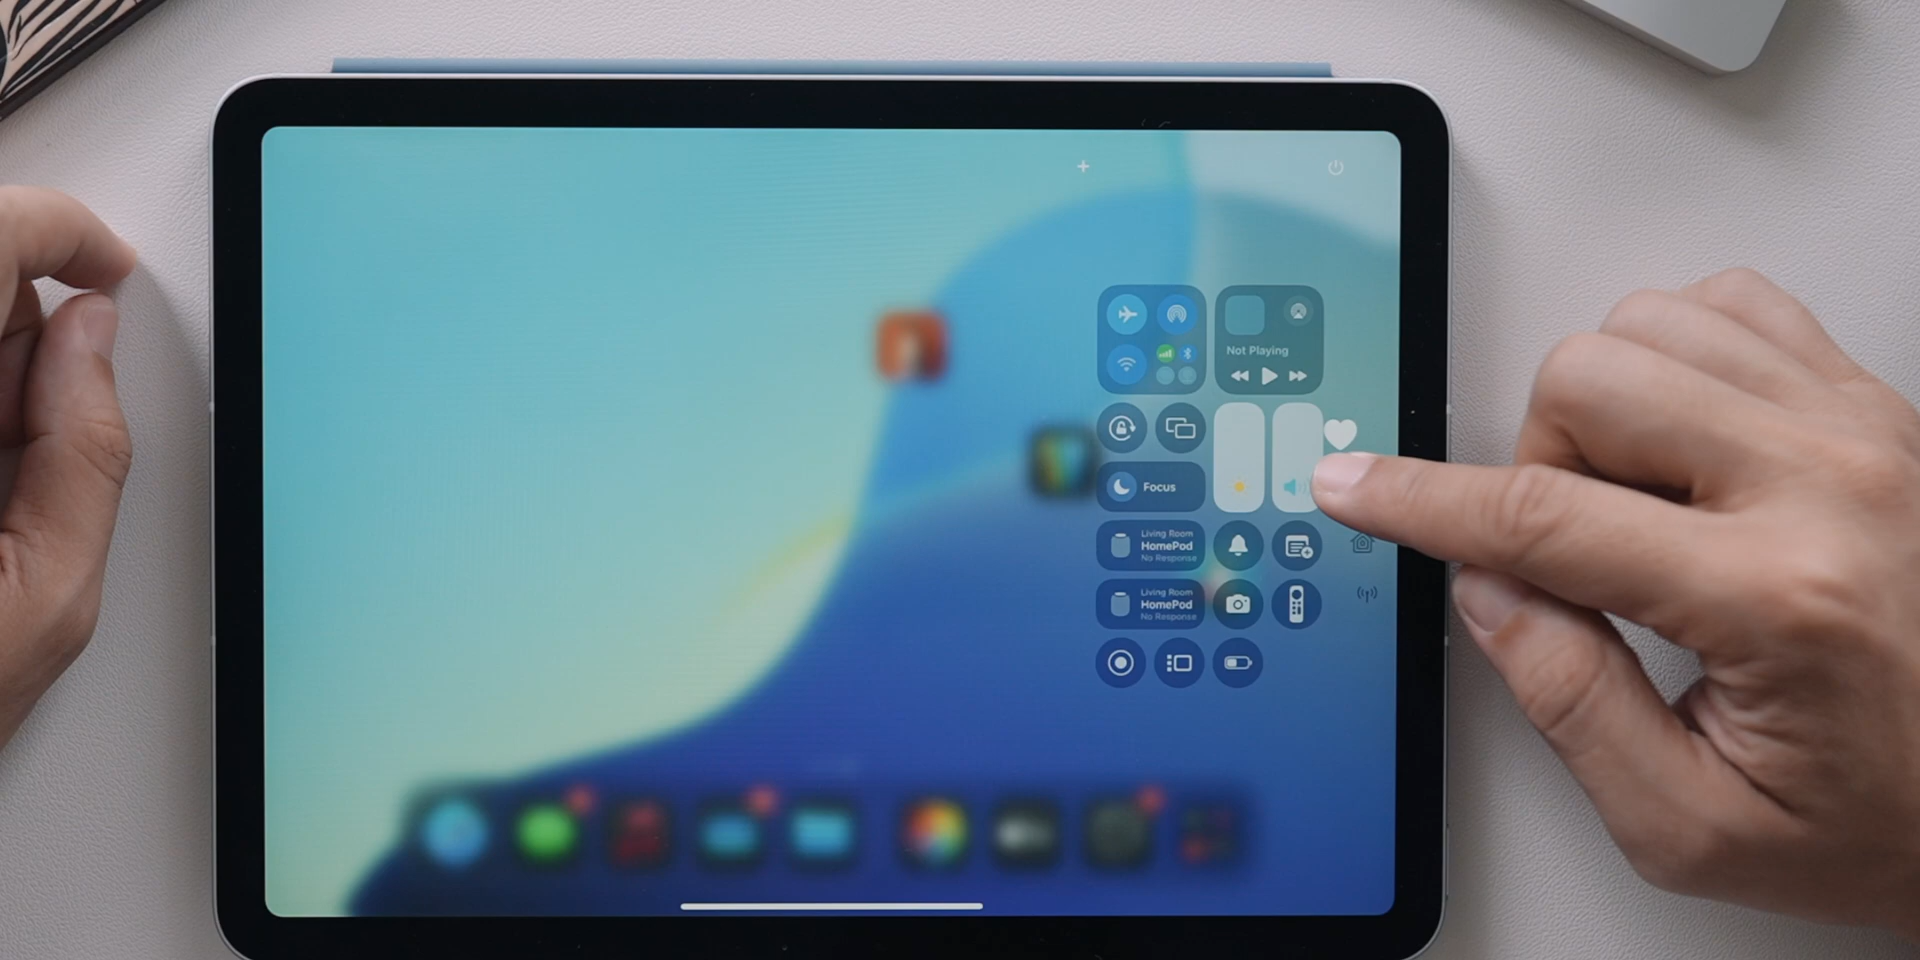 Not Playing
Focus
Living Room
HomePod
No Response
Living Room
HomePod
No Response